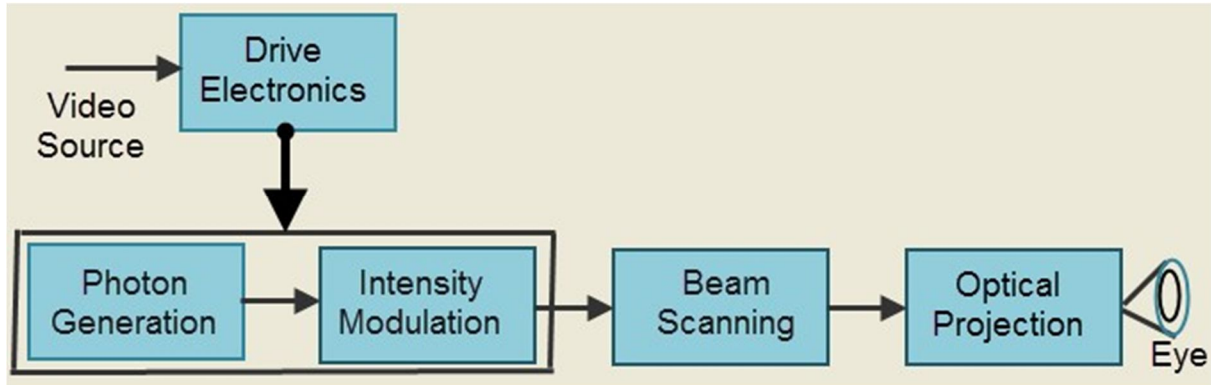 Drive
Electronics
Video
Source
Photon
Generation
Intensity
Modulation
Beam
Scanning
Optical
Projection
Eye